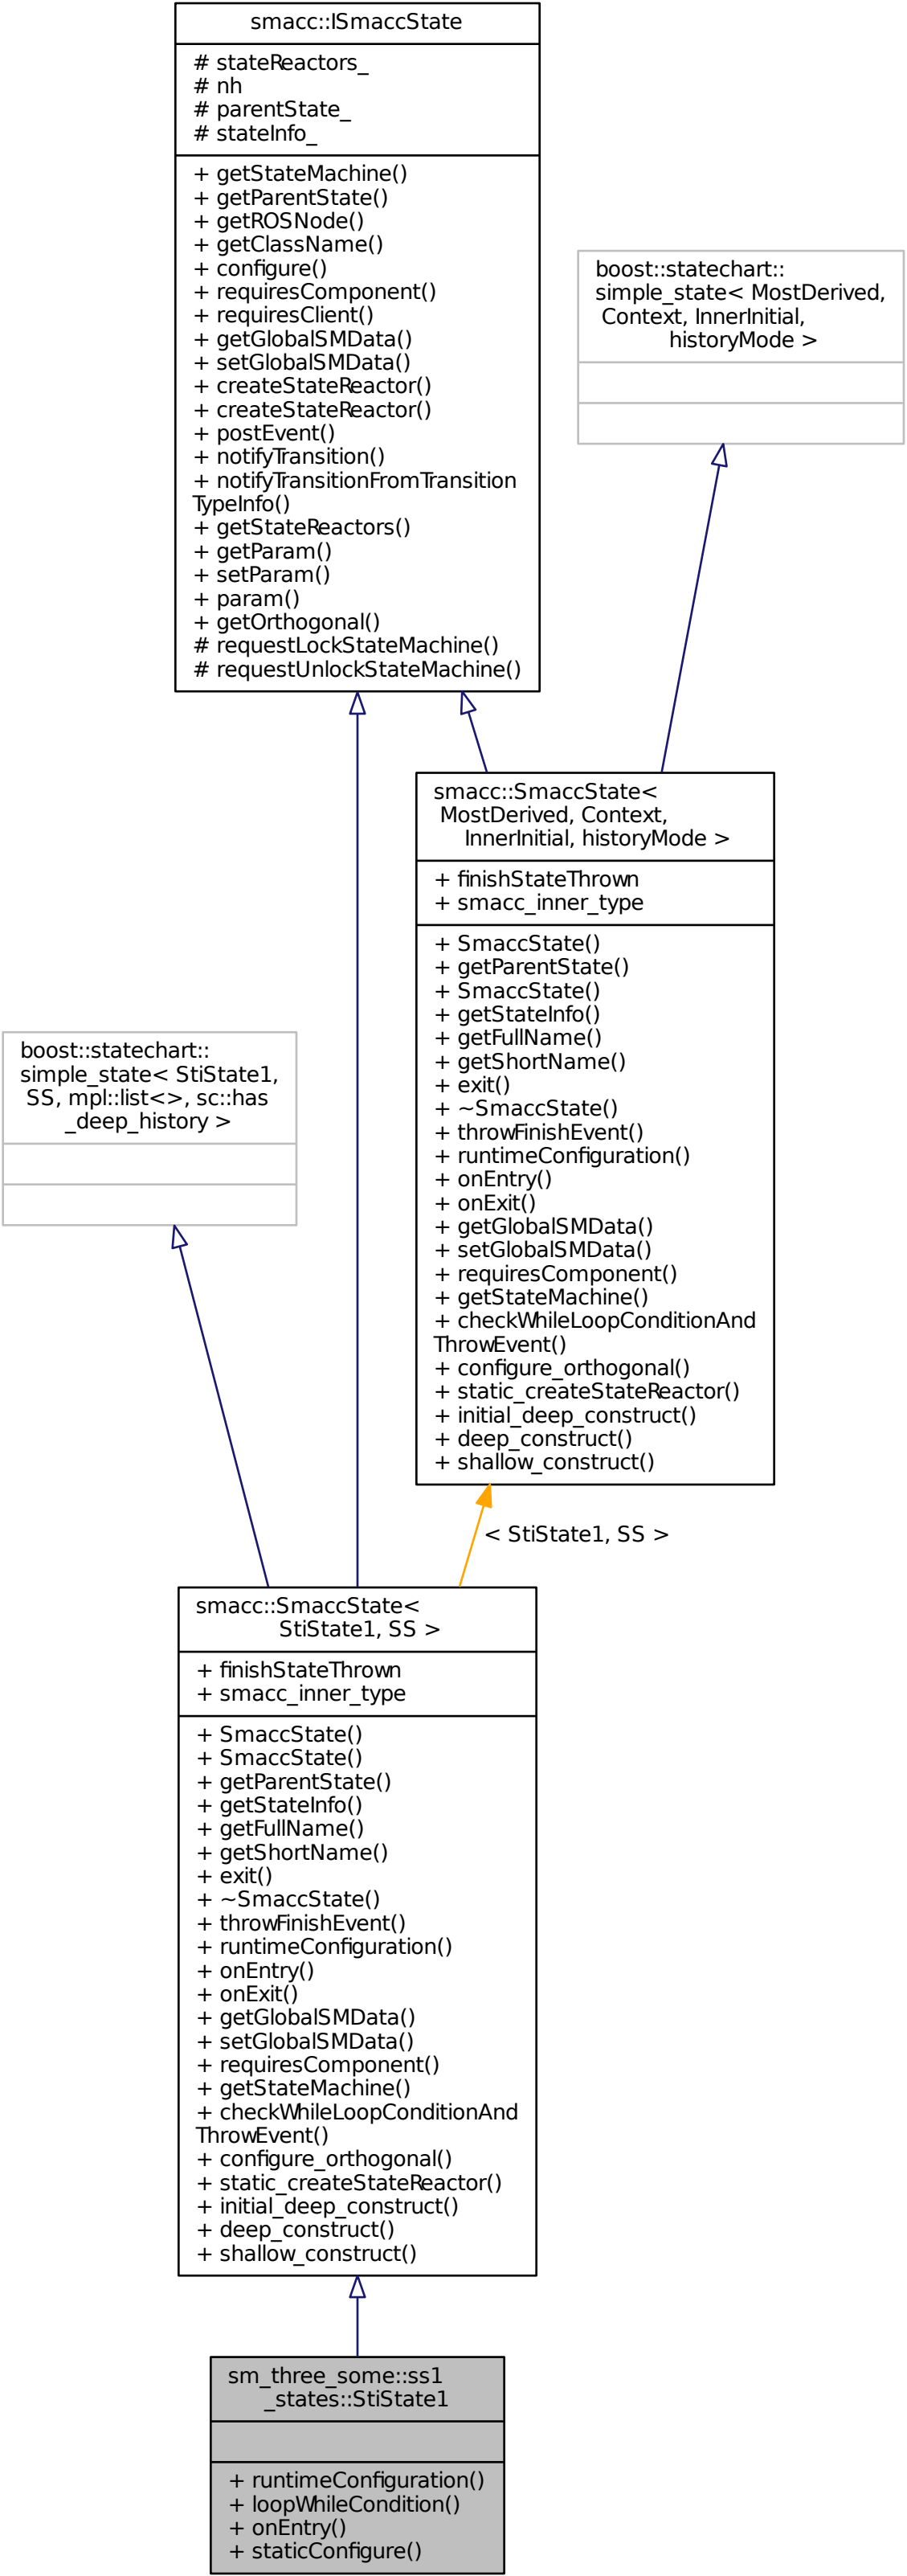 smacc::ISmaccState
# stateReactors_
# nh
# parentState_
# stateInfo_
+ getStateMachine()
+ getParentState()
+ getROSNode()
+ getClassName()
+ configure()
+ requiresComponent()
+ requiresClient()
+ getGlobalSMData()
+ setGlobalSMData()
+ createStateReactor()
+ createStateReactor()
+ postEvent()
+ notifyTransition()
+ notifyTransitionFromTransition
TypeInfo()
+ getStateReactors()
+ getParam()
+ setParam()
+ param()
+ getOrthogonal()
# requestLockStateMachine()
# requestUnlockStateMachine()
boost::statechart::
simple_state< MostDerived,
Context, InnerInitial,
historyMode >
smacc::SmaccState<
MostDerived, Context,
InnerInitial, historyMode >
+ finishStateThrown
+ smacc_inner_type
+ SmaccState()
+ getParentState()
+ SmaccState()
+ getStateInfo()
+ getFullName()
+ getShortName()
+ exit()
+ ~SmaccState()
+ throwFinishEvent()
+ runtimeConfiguration()
+ onEntry()
+ onExit()
+ getGlobalSMData()
+ setGlobalSMData()
+ requiresComponent()
+ getStateMachine()
+ checkWhileLoopConditionAnd
ThrowEvent()
+ configure_orthogonal()
+ static_createStateReactor()
+ initial_deep_construct()
+ deep_construct()
+ shallow_construct()
boost::statechart::
simple_state< StiState1,
SS, mpl::list<>, sc::has
_deep_history >
< StiState1, SS >
smacc::SmaccState<
StiState1, SS >
+ finishStateThrown
+ smacc_inner_type
+ SmaccState()
+ SmaccState()
+ getParentState()
+ getStateInfo()
+ getFullName()
+ getShortName()
+ exit()
+ ~SmaccState()
+ throwFinishEvent()
+ runtimeConfiguration()
+ onEntry()
+ onExit()
+ getGlobalSMData()
+ setGlobalSMData()
+ requiresComponent()
+ getStateMachine()
+ checkWhileLoopConditionAnd
ThrowEvent()
+ configure_orthogonal()
+ static_createStateReactor()
+ initial_deep_construct()
+ deep_construct()
+ shallow_construct()
sm_three_some::ss1
_states::StiState1
+ runtimeConfiguration()
+ loopWhileCondition()
+ onEntry()
+ staticConfigure()